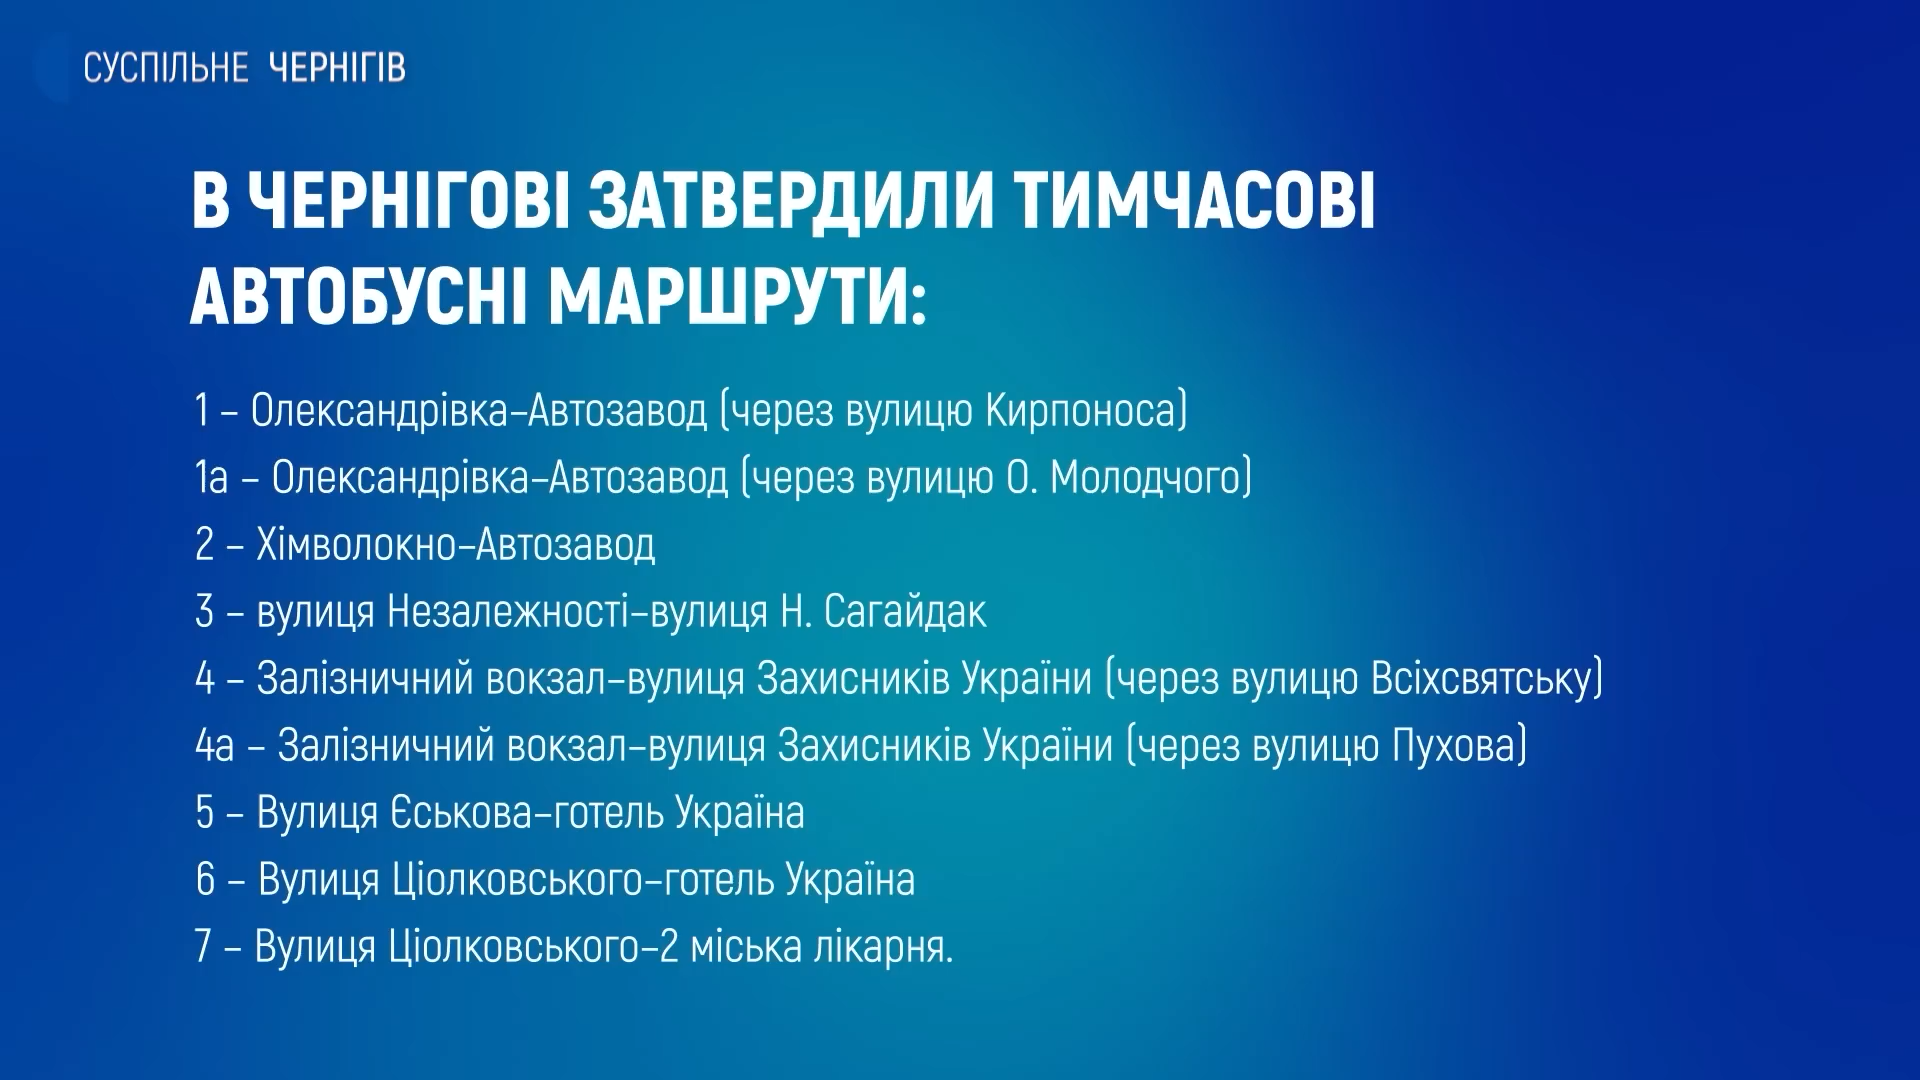 СУСПІЛЬНЕ ЧЕРНІГІВ
В ЧЕРНІГОВІ ЗАТВЕРДИЛИ ТИМЧАСОВІ
АВТОБУСНІ МАРШРУТИ:
1 – Олександрівка–Автозавод (через вулицю Кирпоноса)
1а – Олександрівка–Автозавод (через вулицю О. Молодчого)
2 – Хімволокно–Автозавод
3 – вулиця Незалежності–вулиця Н. Сагайдак
4 – Залізничний вокзал–вулиця Захисників України (через вулицю Всіхсвятську)
4а – Залізничний вокзал–вулиця Захисників України (через вулицю Пухова)
5 – Вулиця Єськова–готель Україна
6 – Вулиця Ціолковського–готель Україна
7 – Вулиця Ціолковського–2 міська лікарня.